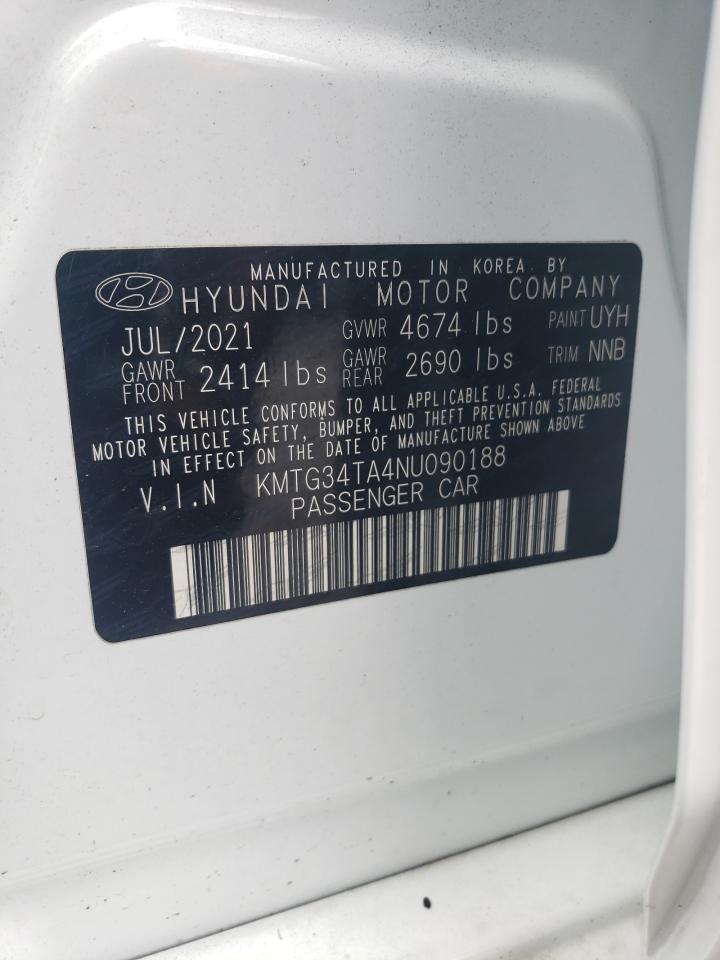 MANUFACTURED IN KOREA BY
HYUNDAI MOTOR COMPANY
JUL/2021 GVWR 4674 lbs PAINT UYH
GAWR FRONT 2414 lbs GAWR REAR 2690 lbs TRIM NNB
THIS VEHICLE CONFORMS TO ALL APPLICABLE U.S.A. FEDERAL
MOTOR VEHICLE SAFETY, BUMPER, AND THEFT PREVENTION STANDARDS
IN EFFECT ON THE DATE OF MANUFACTURE SHOWN ABOVE
V.I.N KMTG34TA4NU090188
PASSENGER CAR